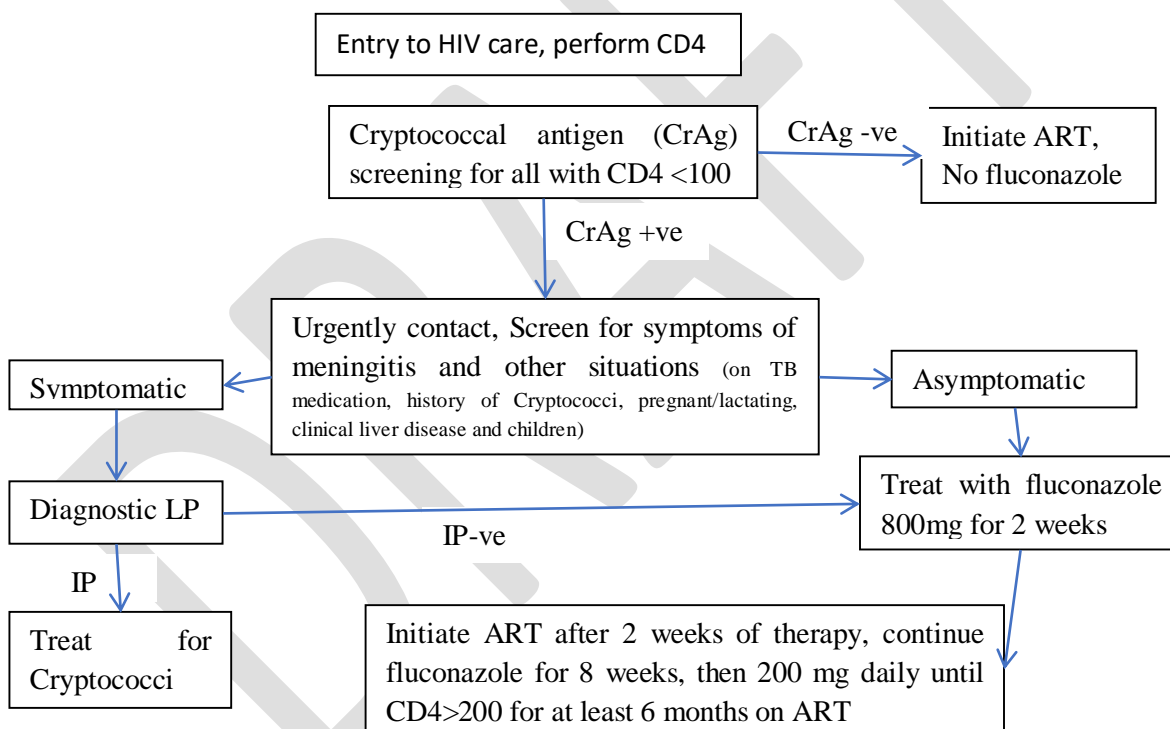 Entry to HIV care, perform CD4
Cryptococcal antigen (CrAg)
screening for all with CD4 <100
CrAg -ve
Initiate ART,
No fluconazole
CrAg +ve
Urgently contact, Screen for symptoms of
meningitis and other situations (on TB
medication, history of Cryptococci, pregnant/lactating,
clinical liver disease and children)
Symptomatic
Asymptomatic
Diagnostic LP
IP-ve
Treat with fluconazole
800mg for 2 weeks
IP
Treat for
Cryptococci
Initiate ART after 2 weeks of therapy, continue
fluconazole for 8 weeks, then 200 mg daily until
CD4>200 for at least 6 months on ART
DRAFT